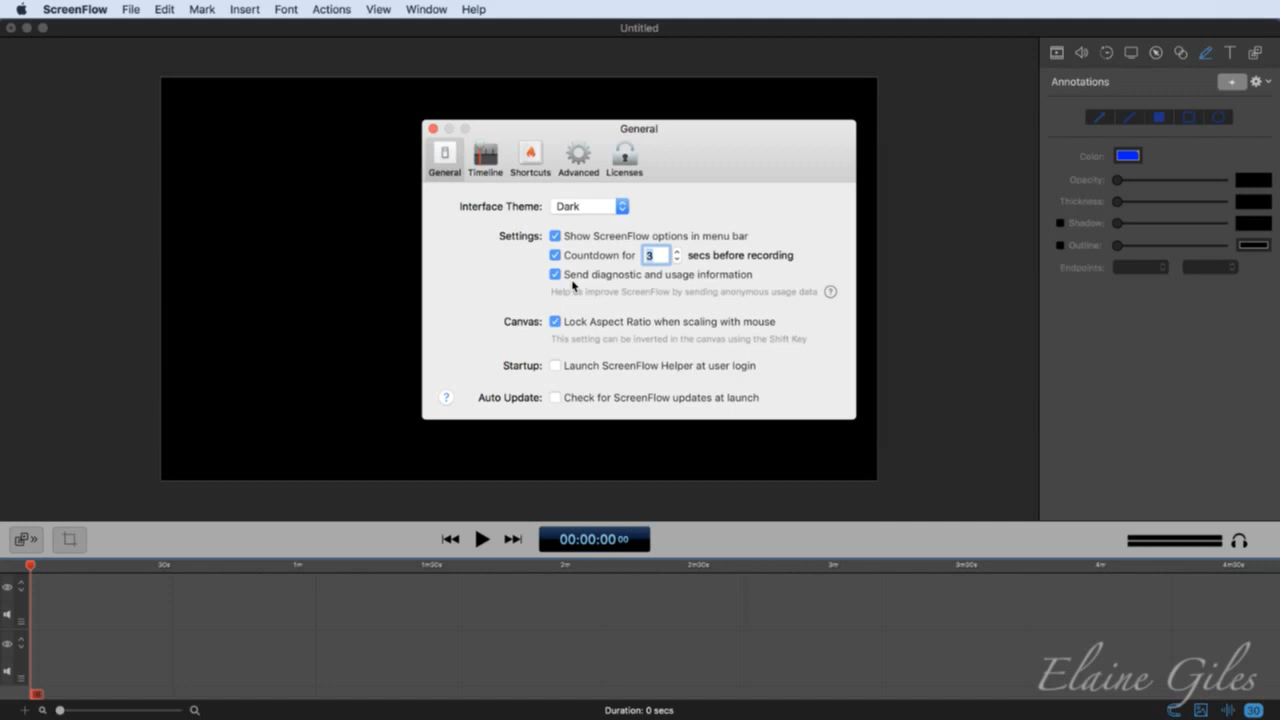 ScreenFlow File Edit Mark Insert Font Actions View Window Help
Untitled
Annotations
Color:
Opacity:
Thickness:
Shadow:
Outline:
Endpoints:
General
General Timeline Shortcuts Advanced Licenses
Interface Theme: Dark
Settings: Show ScreenFlow options in menu bar
Countdown for 3 secs before recording
Send diagnostic and usage information
Help us improve ScreenFlow by sending anonymous usage data ?
Canvas: Lock Aspect Ratio when scaling with mouse
This setting can be inverted in the canvas using the Shift Key
Startup: Launch ScreenFlow Helper at user login
? Auto Update: Check for ScreenFlow updates at launch
00:00:00 00
30s 1m 1m30s 2m 2m30s 3m 3m30s 4m 4m30s
Elaine Giles
Duration: 0 secs
30